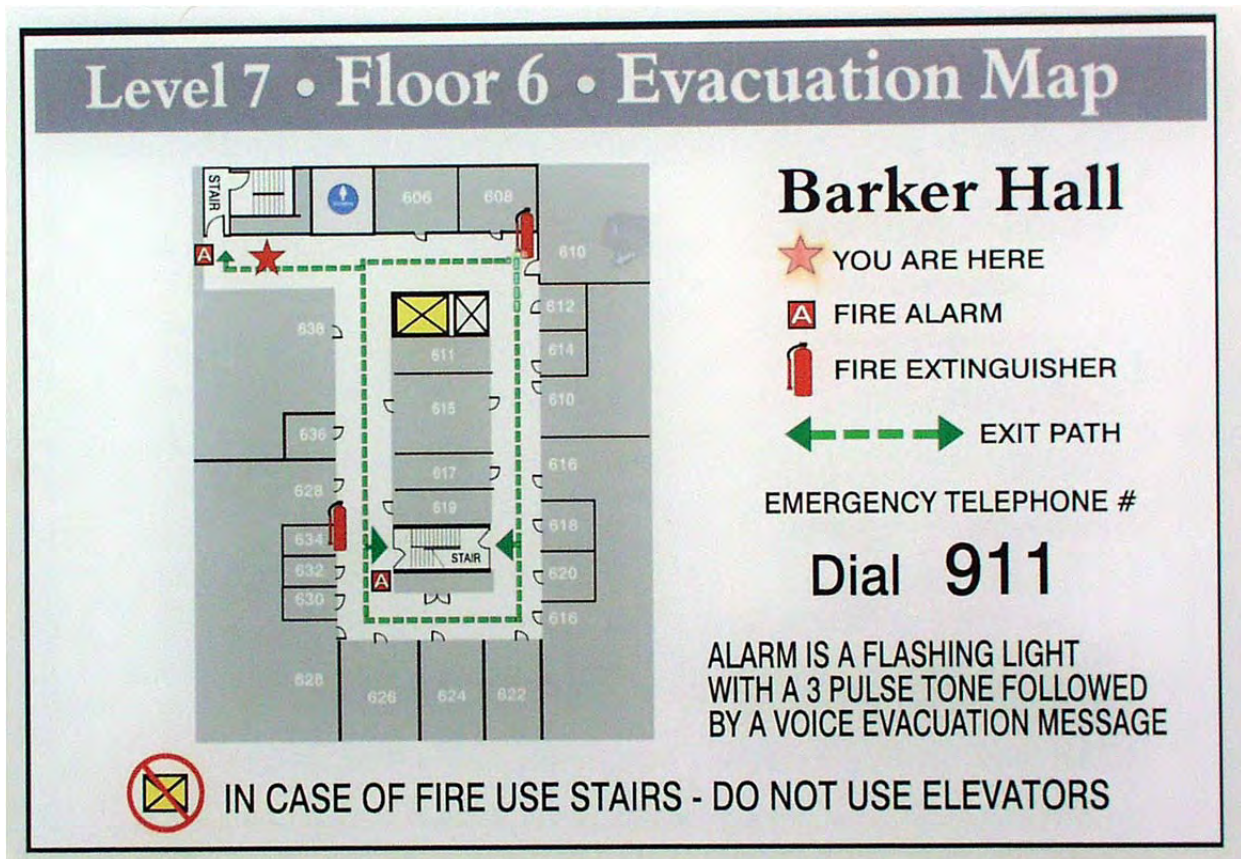 Level 7 • Floor 6 • Evacuation Map
Barker Hall
YOU ARE HERE
A FIRE ALARM
FIRE EXTINGUISHER
EXIT PATH
EMERGENCY TELEPHONE #
Dial 911
ALARM IS A FLASHING LIGHT
WITH A 3 PULSE TONE FOLLOWED
BY A VOICE EVACUATION MESSAGE
STAIR
606
608
A
610
612
638
611
614
615
610
636
617
616
628
619
618
634
STAIR
632
A
620
630
616
628
626
624
622
IN CASE OF FIRE USE STAIRS - DO NOT USE ELEVATORS